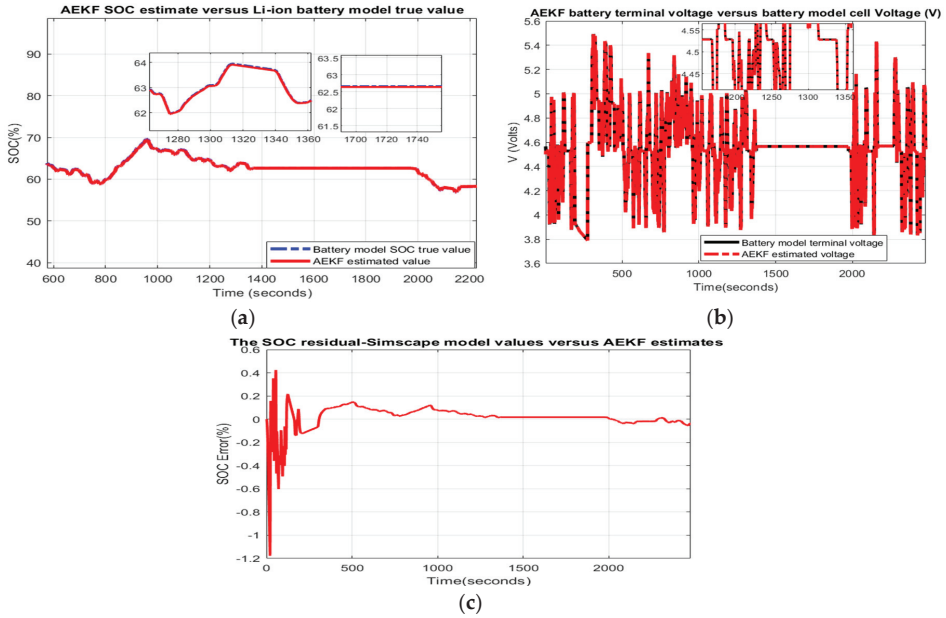 AEKF SOC estimate versus Li-ion battery model true value
SOC(%)
90
80
70
60
50
40
64
63
62
1280 1300 1320 1340 1360
63.5
63
62.5
62
61.5
1700 1720 1740
Battery model SOC true value
AEKF estimated value
600 800 1000 1200 1400 1600 1800 2000 2200
Time (seconds)
(a)
AEKF battery terminal voltage versus battery model cell Voltage (V)
V (Volts)
5.6
5.4
5.2
5
4.8
4.6
4.4
4.2
4
3.8
3.6
4.55
4.5
4.45
1200 1250 1300 1350
Battery model terminal voltage
AEKF estimated voltage
500 1000 1500 2000
Time(seconds)
(b)
The SOC residual-Simscape model values versus AEKF estimates
SOC Error(%)
0.6
0.4
0.2
0
-0.2
-0.4
-0.6
-0.8
-1
-1.2
0 500 1000 1500 2000
Time(seconds)
(c)